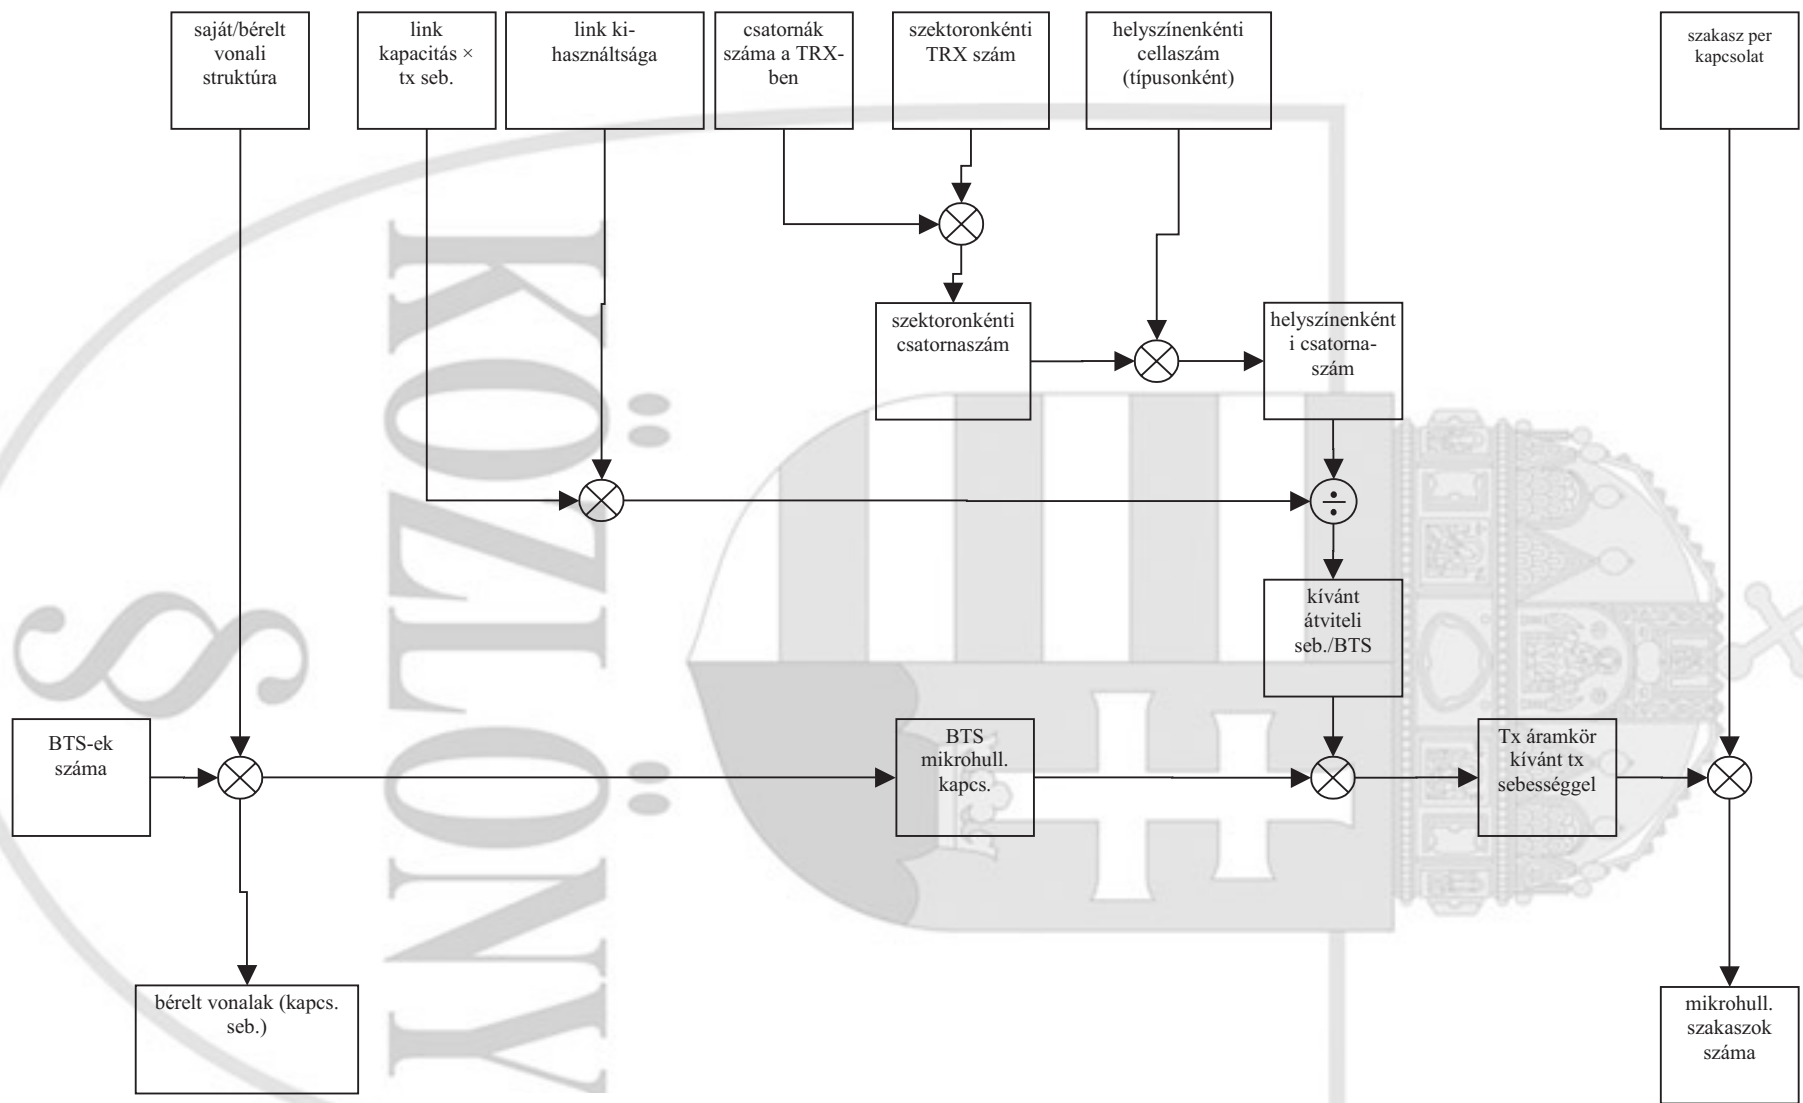 saját/bérelt
vonali
struktúra
link
kapacitás ×
tx seb.
link ki-
használtsága
csatornák
száma a TRX-
ben
szektoronkénti
TRX szám
helyszínenkénti
cellaszám
(típusonként)
szakasz per
kapcsolat
szektoronkénti
csatornaszám
helyszínenként
i csatorna-
szám
kívánt
átviteli
seb./BTS
BTS-ek
száma
BTS
mikrohull.
kapcs.
Tx áramkör
kívánt tx
sebességgel
bérelt vonalak (kapcs.
seb.)
mikrohull.
szakaszok
száma
§
KÖZLÖNY